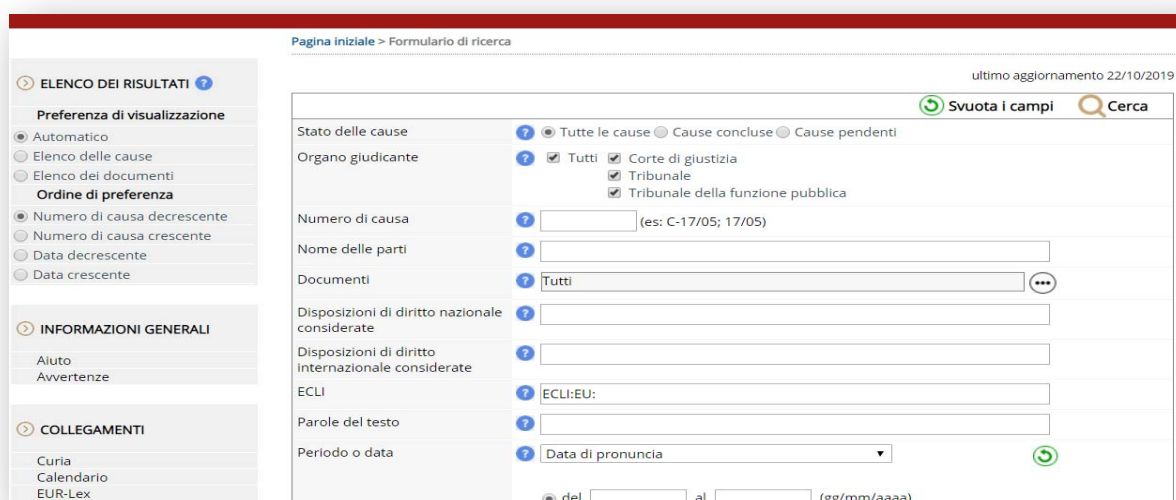 Pagina iniziale > Formulario di ricerca
ultimo aggiornamento 22/10/2019
ELENCO DEI RISULTATI ?
Preferenza di visualizzazione
Automatico
Elenco delle cause
Elenco dei documenti
Ordine di preferenza
Numero di causa decrescente
Numero di causa crescente
Data decrescente
Data crescente
INFORMAZIONI GENERALI
Aiuto
Avvertenze
COLLEGAMENTI
Curia
Calendario
EUR-Lex
Svuota i campi Cerca
Stato delle cause ? Tutte le cause Cause concluse Cause pendenti
Organo giudicante ? Tutti Corte di giustizia
Tribunale
Tribunale della funzione pubblica
Numero di causa ? (es: C-17/05; 17/05)
Nome delle parti ?
Documenti ? Tutti
Disposizioni di diritto nazionale ?
considerate
Disposizioni di diritto ?
internazionale considerate
ECLI ? ECLI:EU:
Parole del testo ?
Periodo o data ? Data di pronuncia
del al (gg/mm/aaaa)